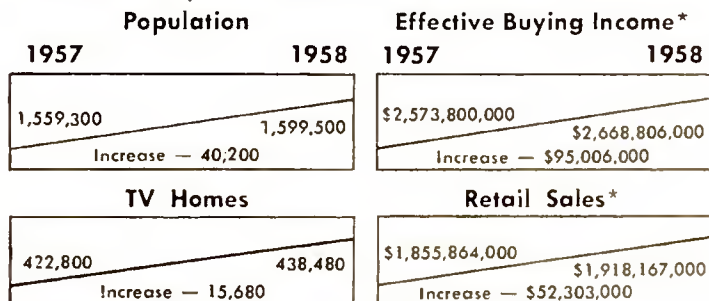 Population
1957 1958
1,559,300
1,599,500
Increase — 40,200
Effective Buying Income*
1957 1958
$2,573,800,000
$2,668,806,000
Increase — $95,006,000
TV Homes
422,800 438,480
Increase — 15,680
Retail Sales*
$1,855,864,000
$1,918,167,000
Increase — $52,303,000